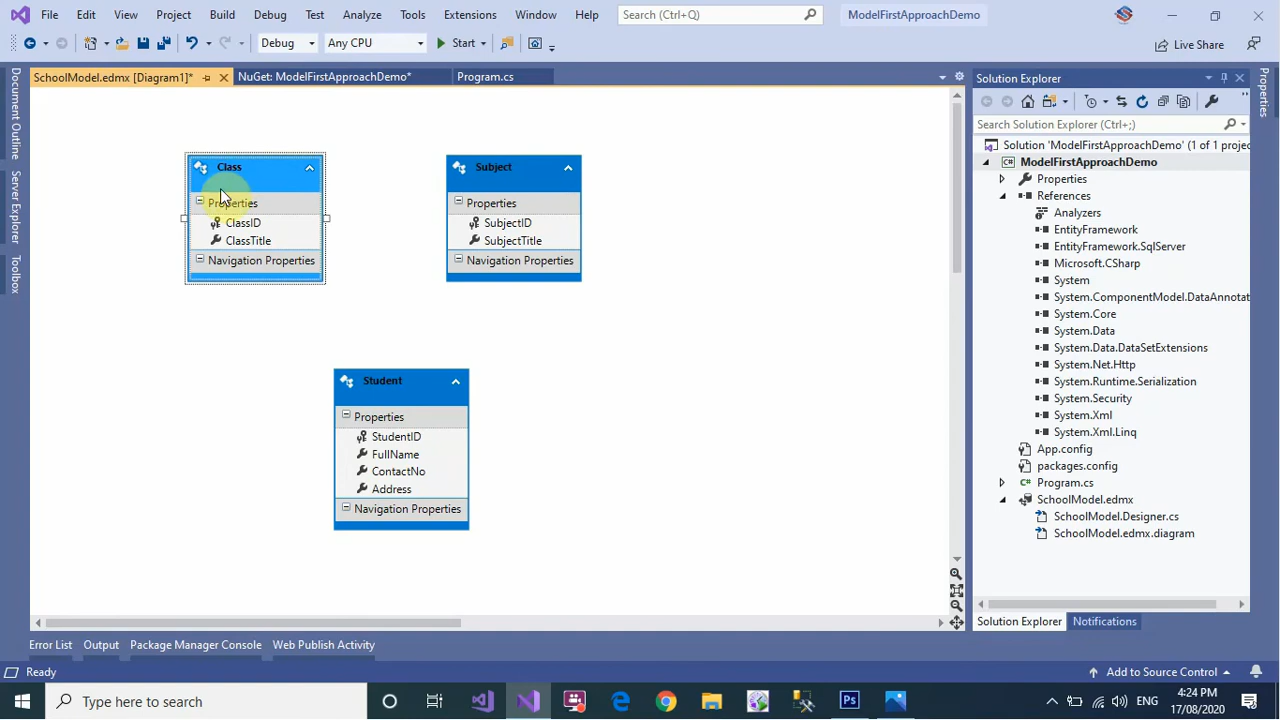 File Edit View Project Build Debug Test Analyze Tools Extensions Window Help Search (Ctrl+Q) ModelFirstApproachDemo
Debug Any CPU Start Live Share
SchoolModel.edmx [Diagram1]* NuGet: ModelFirstApproachDemo* Program.cs
Document Outline
Server Explorer
Toolbox
Class
Properties
ClassID
ClassTitle
Navigation Properties
Subject
Properties
SubjectID
SubjectTitle
Navigation Properties
Student
Properties
StudentID
FullName
ContactNo
Address
Navigation Properties
Solution Explorer
Search Solution Explorer (Ctrl+;)
Solution 'ModelFirstApproachDemo' (1 of 1 projec
ModelFirstApproachDemo
Properties
References
Analyzers
EntityFramework
EntityFramework.SqlServer
Microsoft.CSharp
System
System.ComponentModel.DataAnnotat
System.Core
System.Data
System.Data.DataSetExtensions
System.Net.Http
System.Runtime.Serialization
System.Security
System.Xml
System.Xml.Linq
App.config
packages.config
Program.cs
SchoolModel.edmx
SchoolModel.Designer.cs
SchoolModel.edmx.diagram
Solution Explorer Notifications
Properties
Error List Output Package Manager Console Web Publish Activity
Ready Add to Source Control
Type here to search Ps ENG 4:24 PM
17/08/2020